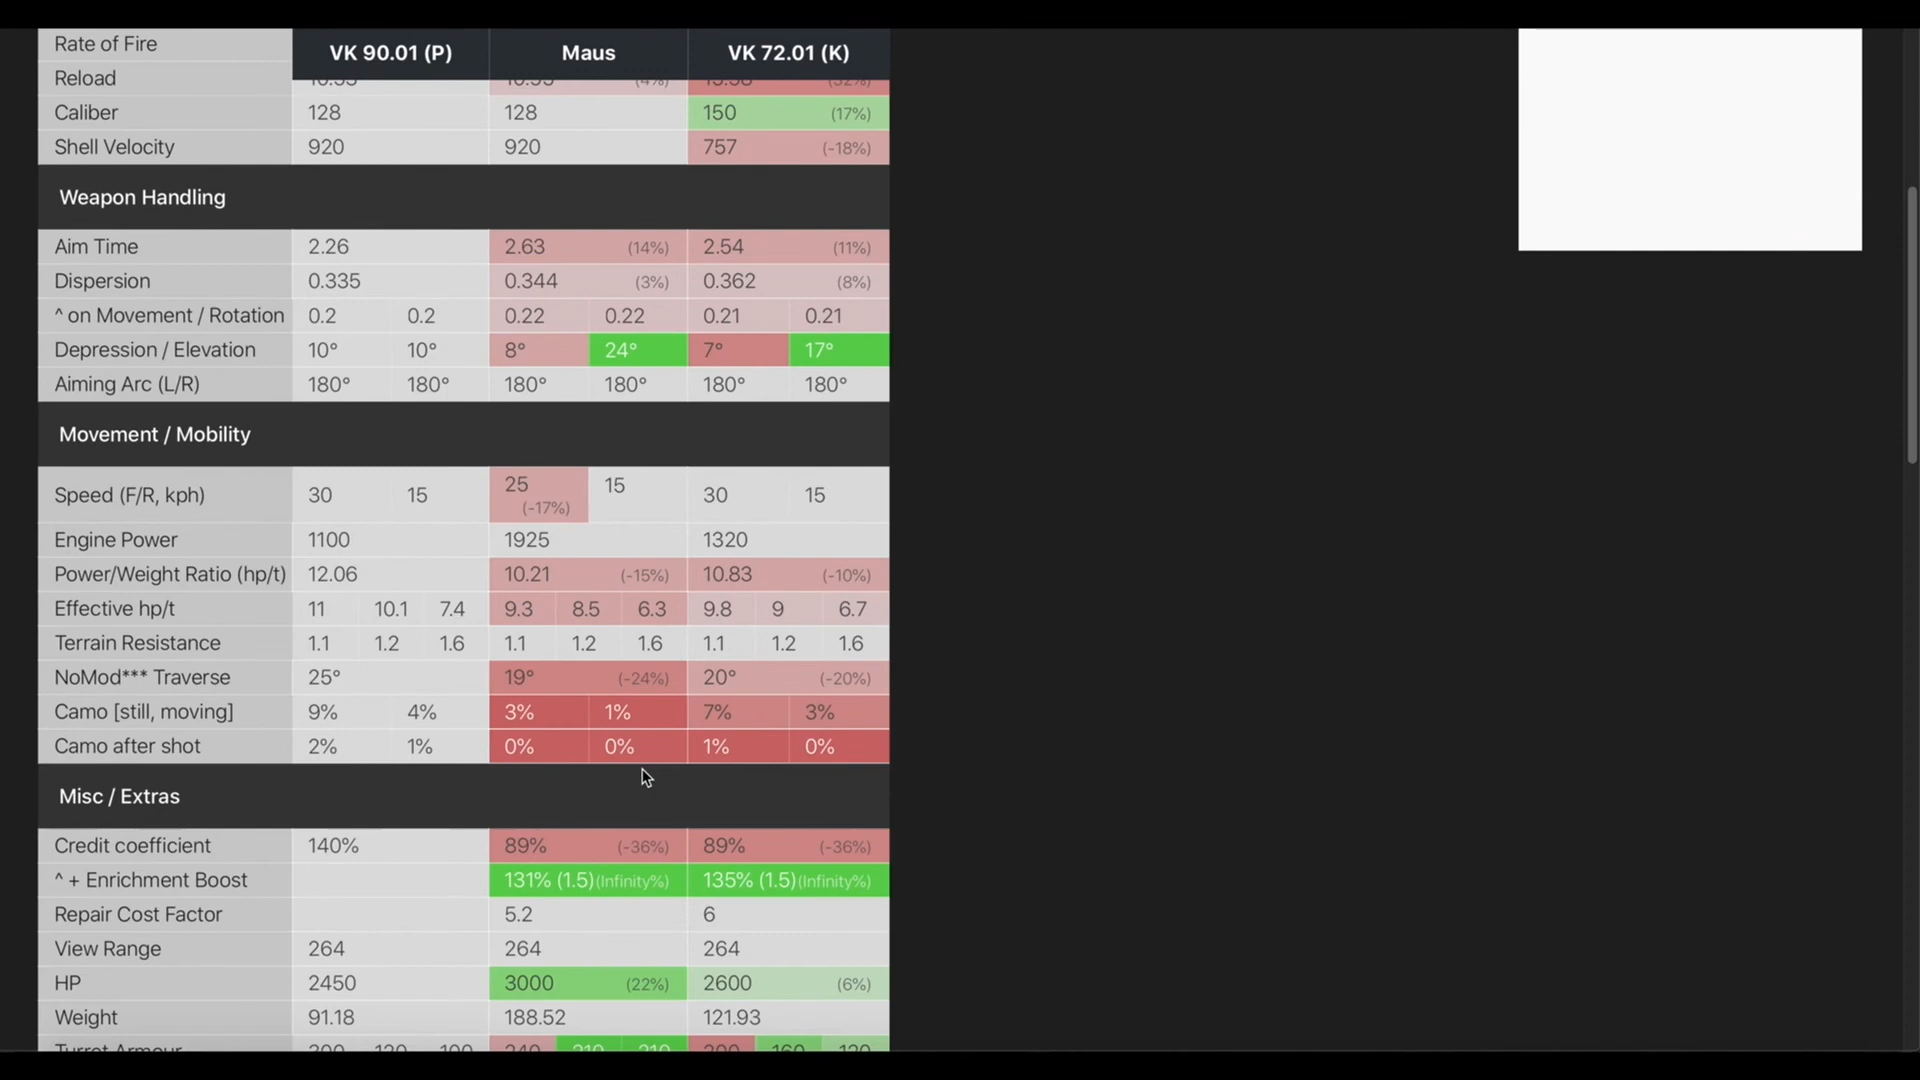 Rate of Fire VK 90.01 (P) Maus VK 72.01 (K)
Reload
Caliber 128 128 150 (17%)
Shell Velocity 920 920 757 (-18%)
Weapon Handling
Aim Time 2.26 2.63 (14%) 2.54 (11%)
Dispersion 0.335 0.344 (3%) 0.362 (8%)
^ on Movement / Rotation 0.2 0.2 0.22 0.22 0.21 0.21
Depression / Elevation 10° 10° 8° 24° 7° 17°
Aiming Arc (L/R) 180° 180° 180° 180° 180° 180°
Movement / Mobility
Speed (F/R, kph) 30 15 25 (-17%) 15 30 15
Engine Power 1100 1925 1320
Power/Weight Ratio (hp/t) 12.06 10.21 (-15%) 10.83 (-10%)
Effective hp/t 11 10.1 7.4 9.3 8.5 6.3 9.8 9 6.7
Terrain Resistance 1.1 1.2 1.6 1.1 1.2 1.6 1.1 1.2 1.6
NoMod*** Traverse 25° 19° (-24%) 20° (-20%)
Camo [still, moving] 9% 4% 3% 1% 7% 3%
Camo after shot 2% 1% 0% 0% 1% 0%
Misc / Extras
Credit coefficient 140% 89% (-36%) 89% (-36%)
^ + Enrichment Boost 131% (1.5) (Infinity%) 135% (1.5) (Infinity%)
Repair Cost Factor 5.2 6
View Range 264 264 264
HP 2450 3000 (22%) 2600 (6%)
Weight 91.18 188.52 121.93
Turret Armour